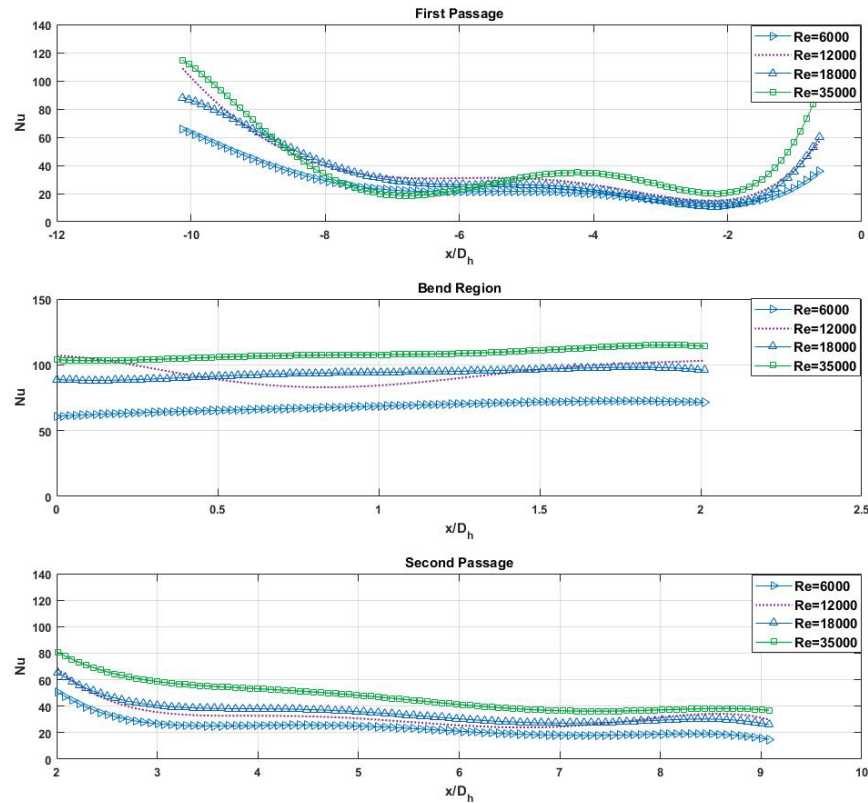 First Passage
140
120
100
80
60
40
20
0
Nu
-12
-10
-8
-6
-4
-2
0
x/D_h
Re=6000
Re=12000
Re=18000
Re=35000
Bend Region
150
100
50
0
Nu
0
0.5
1
1.5
2
2.5
x/D_h
Re=6000
Re=12000
Re=18000
Re=35000
Second Passage
140
120
100
80
60
40
20
0
Nu
2
3
4
5
6
7
8
9
10
x/D_h
Re=6000
Re=12000
Re=18000
Re=35000